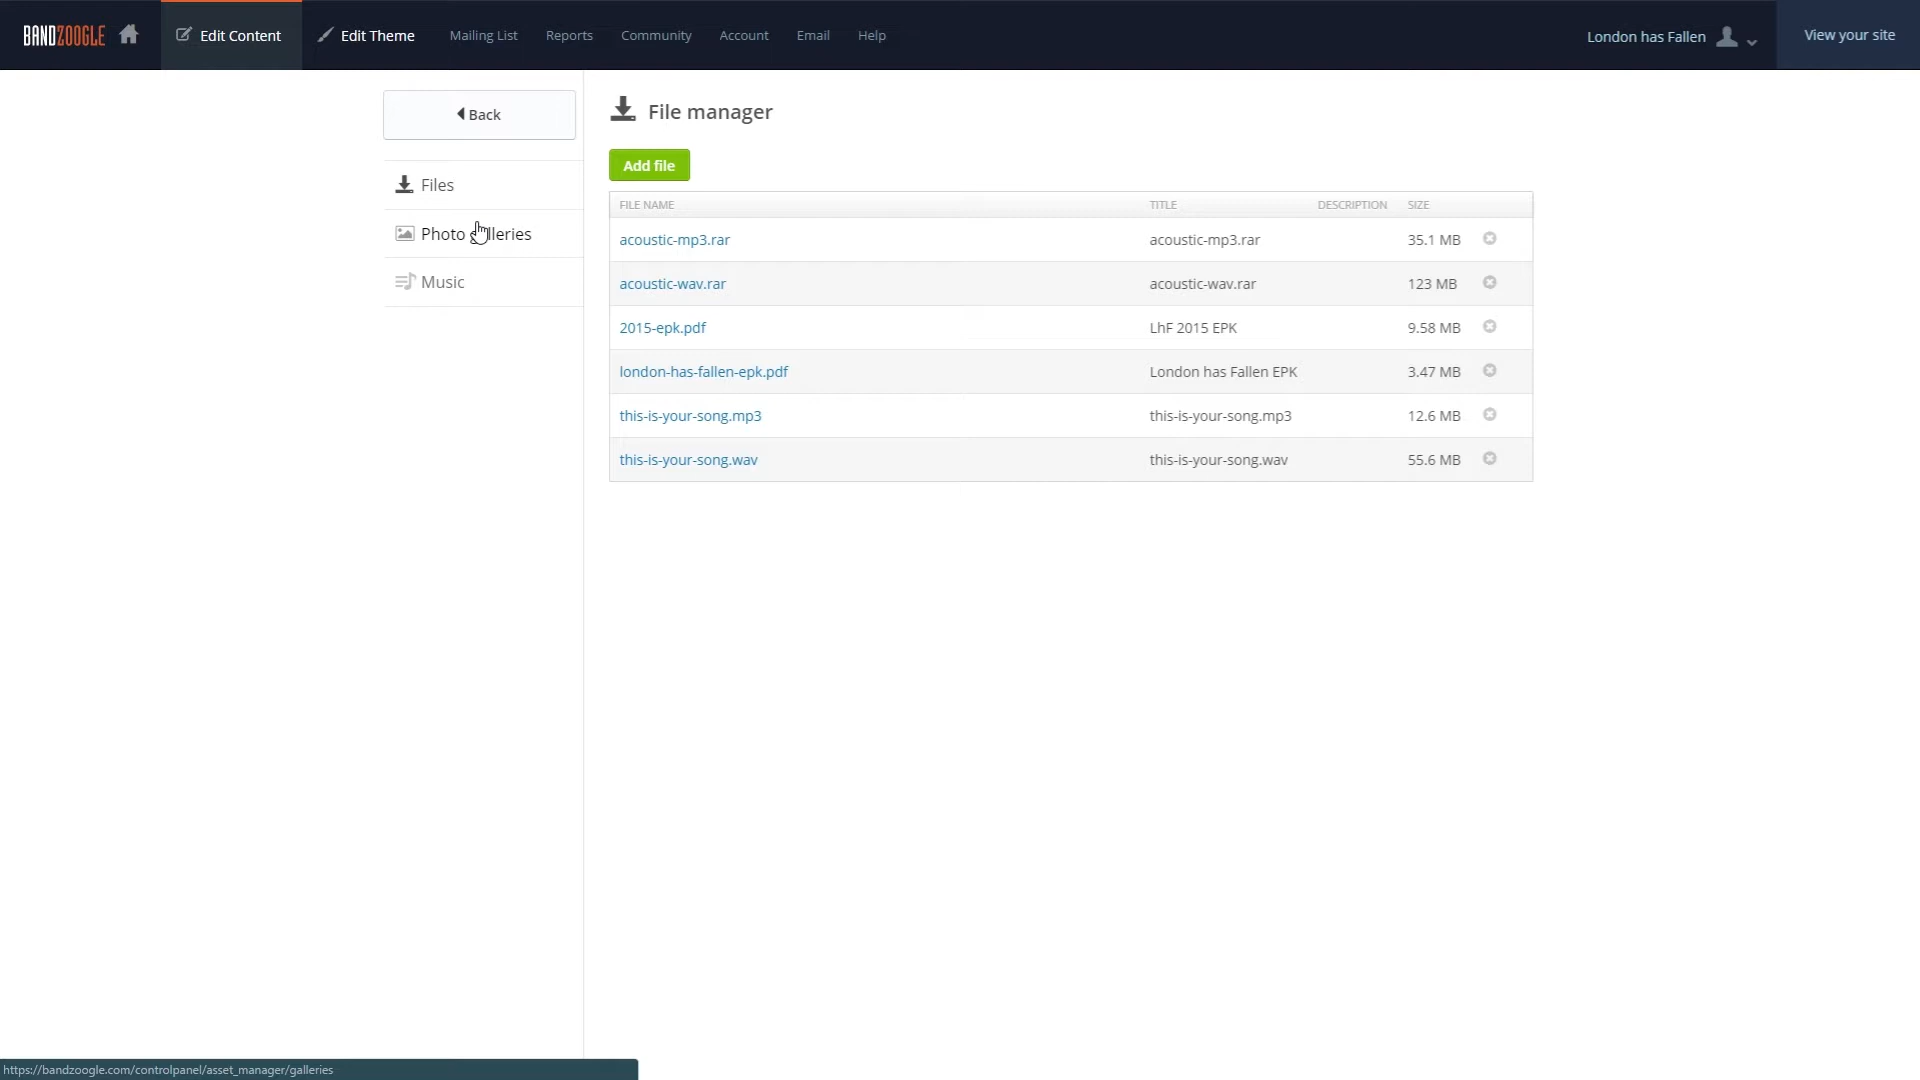 BANDZOOGLE Edit Content Edit Theme Mailing List Reports Community Account Email Help London has Fallen View your site
Back
Files
Photo lleries
Music
File manager
Add file
FILE NAME TITLE DESCRIPTION SIZE
acoustic-mp3.rar acoustic-mp3.rar 35.1 MB
acoustic-wav.rar acoustic-wav.rar 123 MB
2015-epk.pdf LhF 2015 EPK 9.58 MB
london-has-fallen-epk.pdf London has Fallen EPK 3.47 MB
this-is-your-song.mp3 this-is-your-song.mp3 12.6 MB
this-is-your-song.wav this-is-your-song.wav 55.6 MB
https://bandzoogle.com/controlpanel/asset_manager/galleries